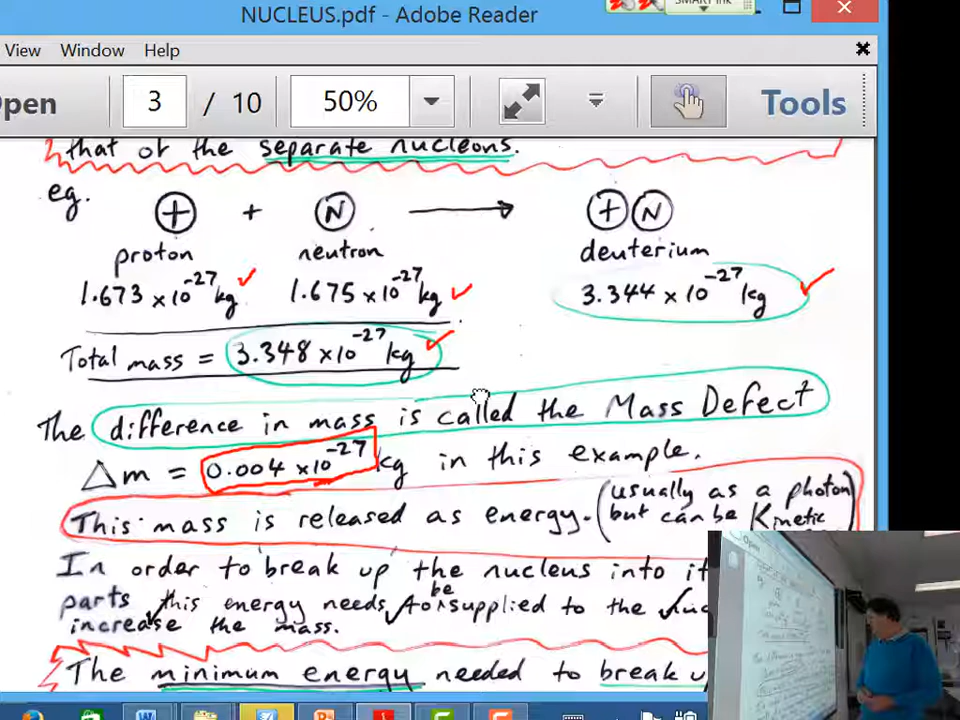 NUCLEUS.pdf - Adobe Reader
SMART Ink
View Window Help
pen 3 / 10 50% Tools
that of the separate nucleons.
eg. + + N → + N
proton neutron deuterium
1.673 x 10⁻²⁷ kg ✓ 1.675 x 10⁻²⁷ kg ✓ 3.344 x 10⁻²⁷ kg ✓
Total mass = 3.348 x 10⁻²⁷ kg ✓
The difference in mass is called the Mass Defect
Δm = 0.004 x 10⁻²⁷ kg in this example.
This mass is released as energy. (usually as a photon
but can be Kinetic
In order to break up the nucleus into it
parts this energy needs to be supplied to the
increase the mass.
The minimum energy needed to break u